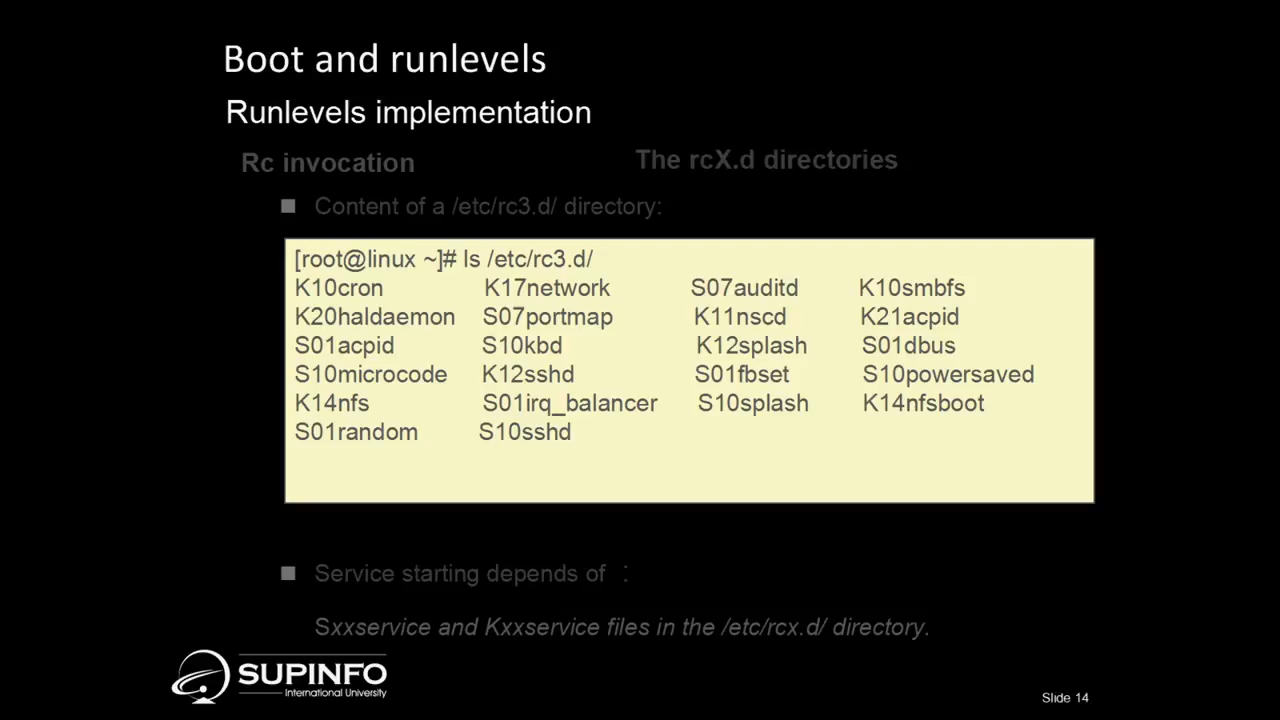 Boot and runlevels
Runlevels implementation
Rc invocation The rcX.d directories
Content of a /etc/rc3.d/ directory:
[root@linux ~]# ls /etc/rc3.d/
K10cron K17network S07auditd K10smbfs
K20haldaemon S07portmap K11nscd K21acpid
S01acpid S10kbd K12splash S01dbus
S10microcode K12sshd S01fbset S10powersaved
K14nfs S01irq_balancer S10splash K14nfsboot
S01random S10sshd
Service starting depends of :
Sxxservice and Kxxservice files in the /etc/rcx.d/ directory.
SUPINFO
International University
Slide 14